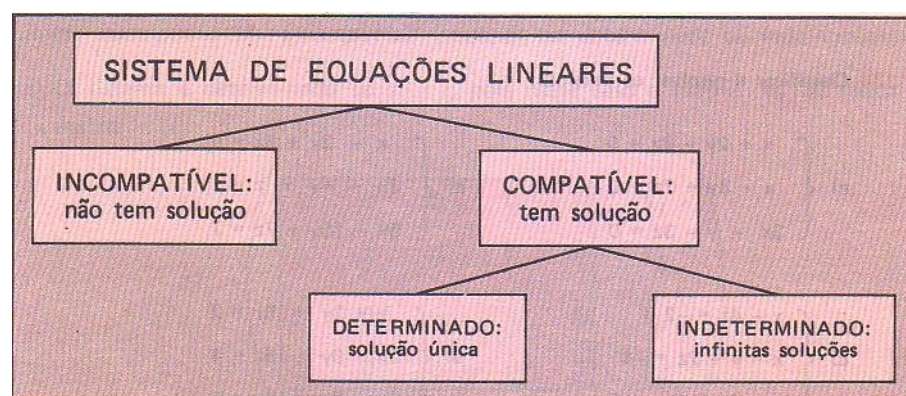 SISTEMA DE EQUAÇÕES LINEARES
INCOMPATÍVEL:
não tem solução
COMPATÍVEL:
tem solução
DETERMINADO:
solução única
INDETERMINADO:
infinitas soluções